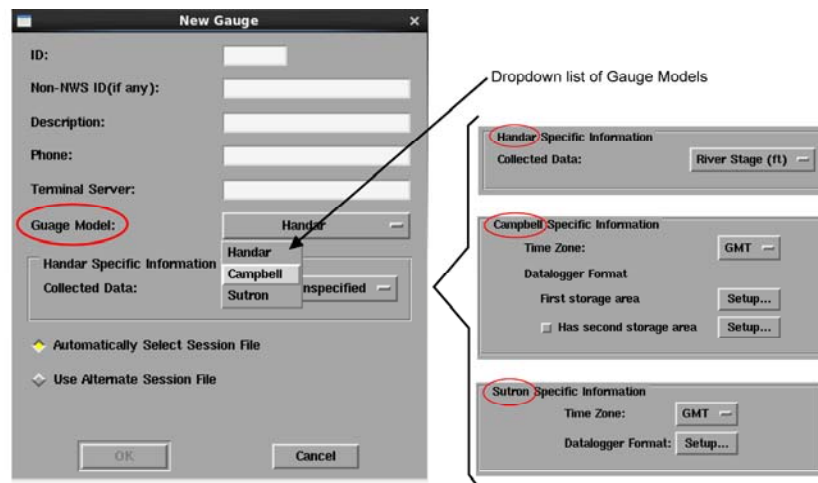 New Gauge
×
ID:
Non-NWS ID(if any):
Description:
Phone:
Terminal Server:
Guage Model:
Handar
Handar
Campbell
Sutron
Handar Specific Information
Collected Data:
nspecified
Automatically Select Session File
Use Alternate Session File
OK
Cancel
Dropdown list of Gauge Models
Handar Specific Information
Collected Data: River Stage (ft)
Campbell Specific Information
Time Zone: GMT
Datalogger Format
First storage area Setup...
Has second storage area Setup...
Sutron Specific Information
Time Zone: GMT
Datalogger Format: Setup...